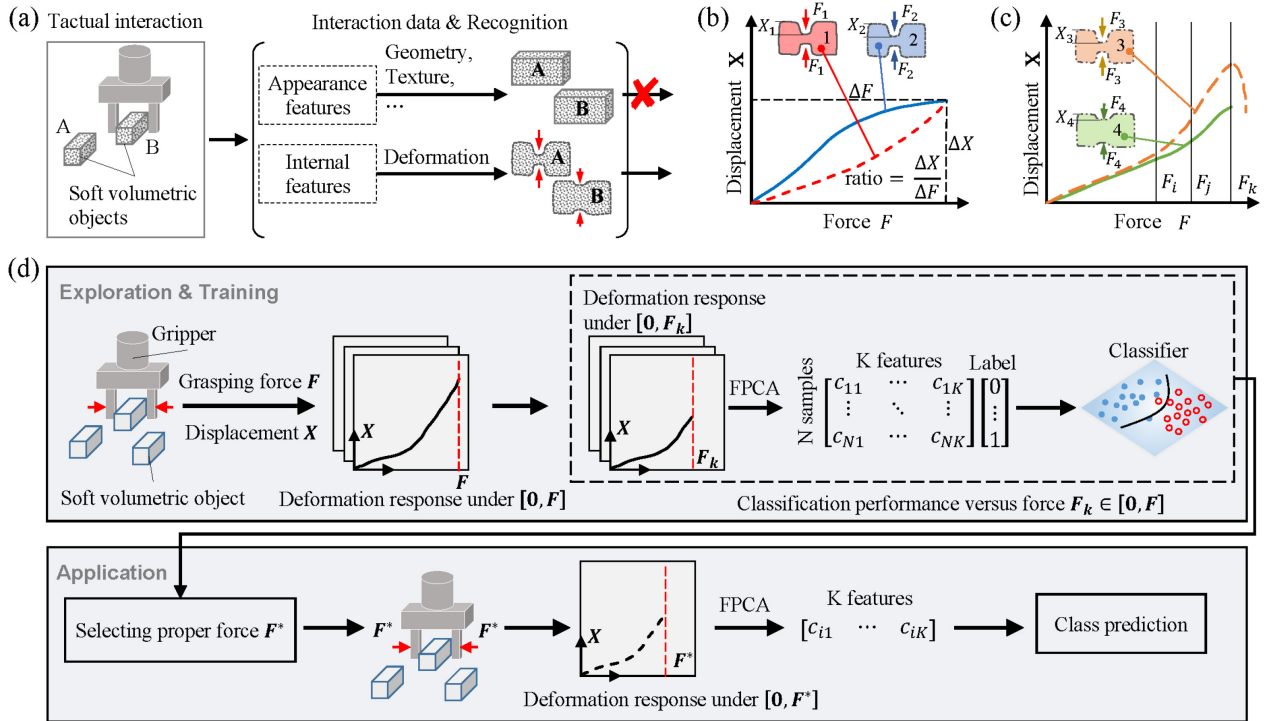 (a)
Tactual interaction
A
B
Soft volumetric
objects
Interaction data & Recognition
Appearance
features
Geometry,
Texture,
...
A
B
Internal
features
Deformation
A
B
(b)
Displacement X
X1
F1
1
F1
X2
F2
2
F2
ΔF
ΔX
ratio = ΔX/ΔF
Force F
(c)
Displacement X
X3
F3
3
F3
X4
F4
4
F4
Fi
Fj
Fk
Force F
(d)
Exploration & Training
Gripper
Grasping force F
Displacement X
Soft volumetric object
X
F
Deformation response under [0, F]
Deformation response
under [0, Fk]
X
Fk
FPCA
N samples
K features
Label
c11 ⋯ c1K 0
⋮ ⋱ ⋮ ⋮
cN1 ⋯ cNK 1
Classifier
Classification performance versus force Fk ∈ [0, F]
Application
Selecting proper force F*
F*
F*
X
F*
Deformation response under [0, F*]
FPCA
K features
[ci1 ⋯ ciK]
Class prediction